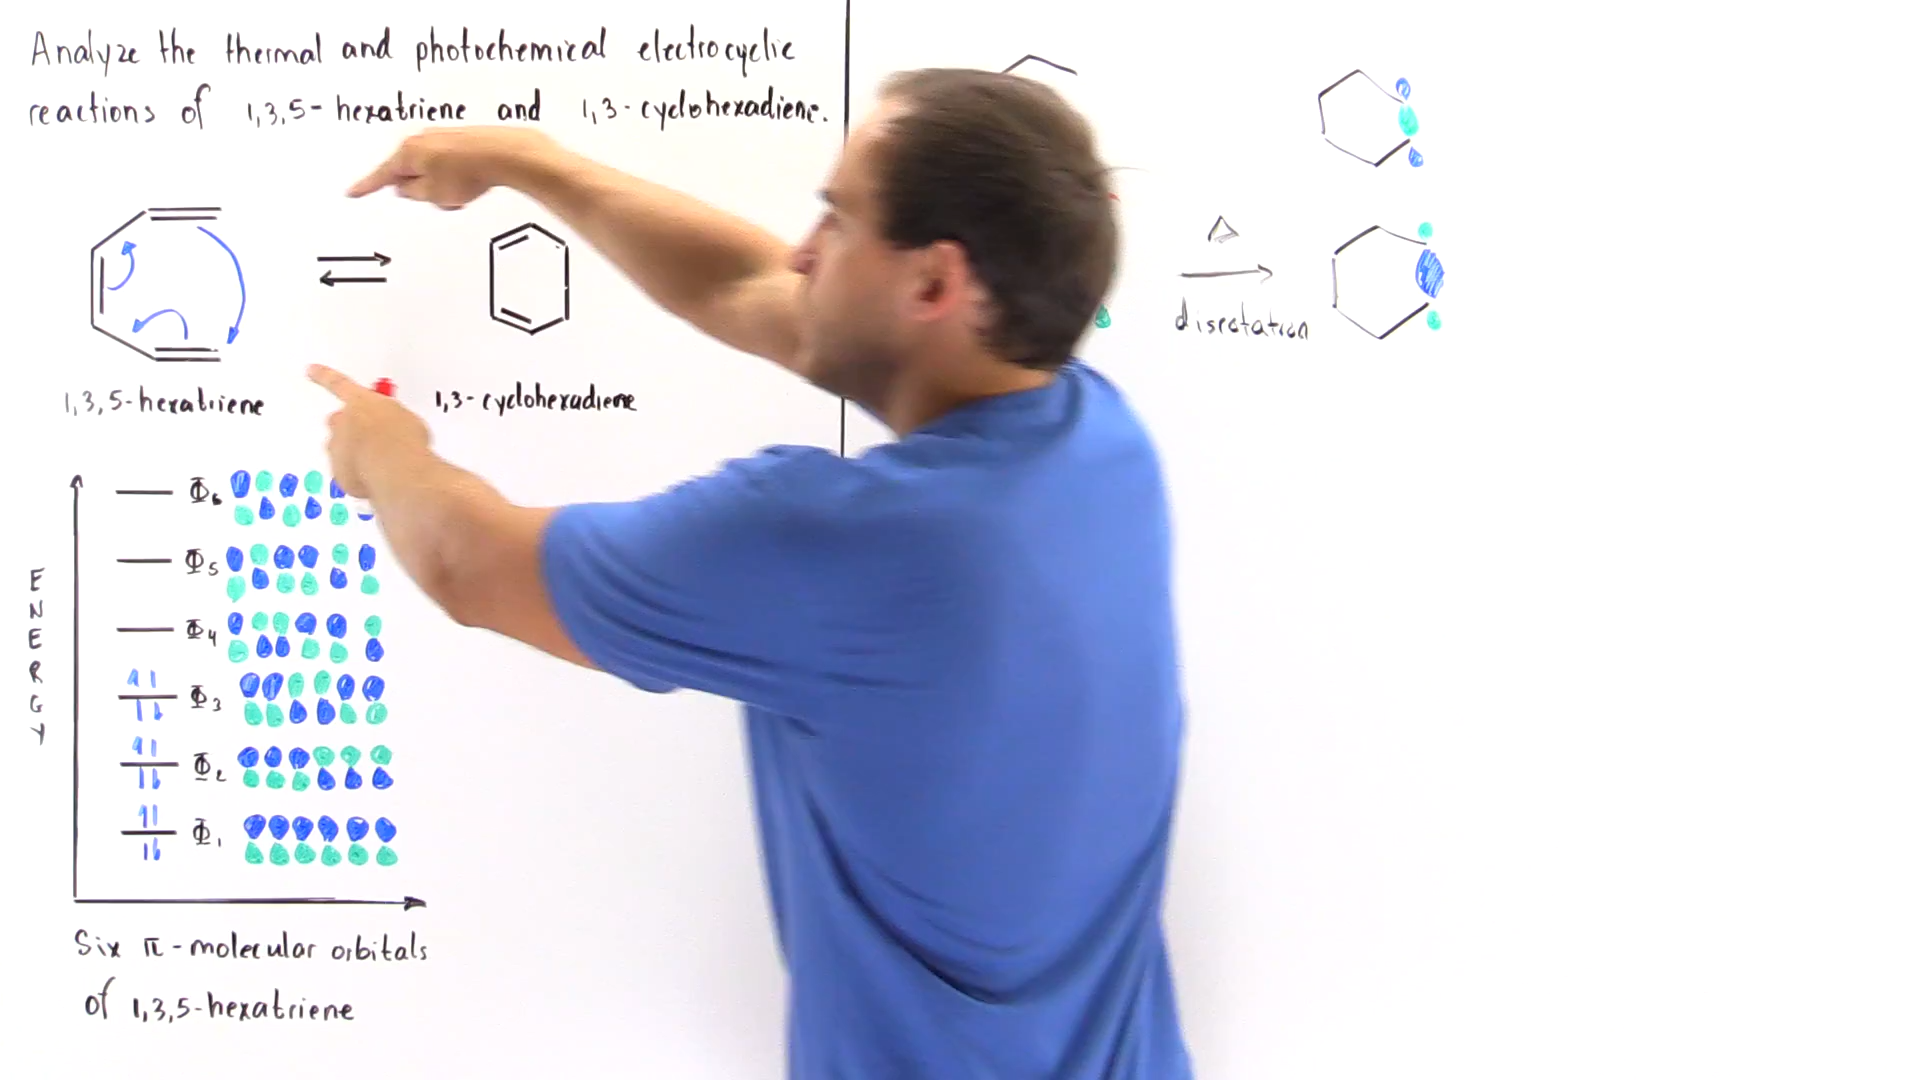 Analyze the thermal and photochemical electrocyclic
reactions of 1,3,5-hexatriene and 1,3-cyclohexadiene.
1,3,5-hexatriene
1,3-cyclohexadiene
Δ
disrotation
ENERGY
Φ6
Φ5
Φ4
Φ3
Φ2
Φ1
Six π-molecular orbitals
of 1,3,5-hexatriene